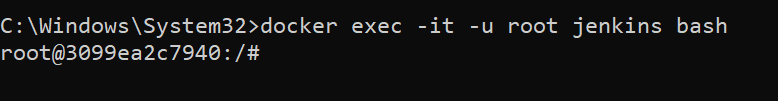 C:\Windows\System32>docker exec -it -u root jenkins bash
root@3099ea2c7940:/#